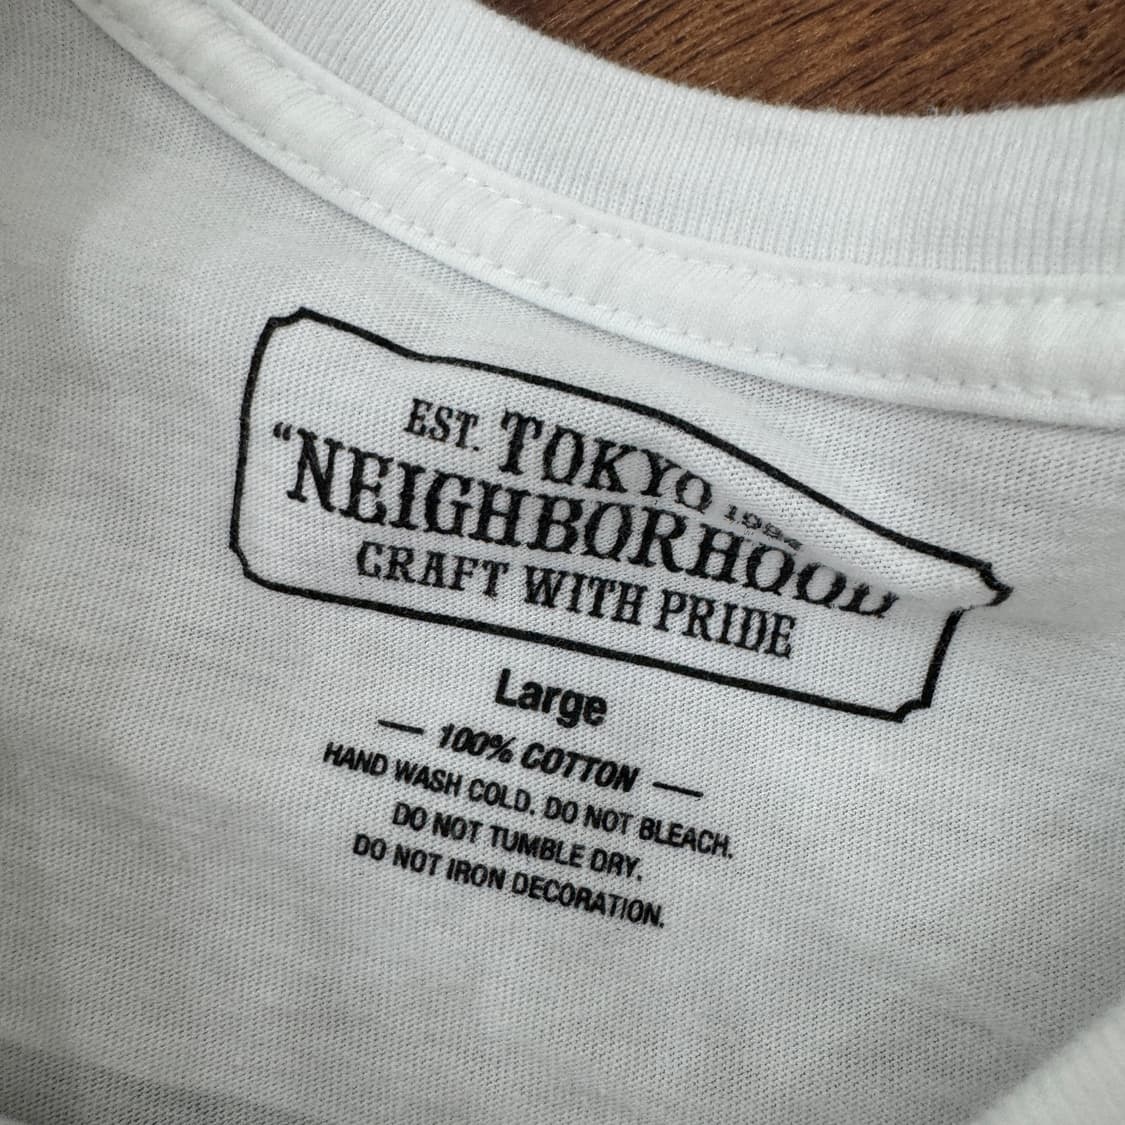 EST. TOKYO 1994
“NEIGHBORHOOD
CRAFT WITH PRIDE
Large
— 100% COTTON —
HAND WASH COLD. DO NOT BLEACH.
DO NOT TUMBLE DRY.
DO NOT IRON DECORATION.